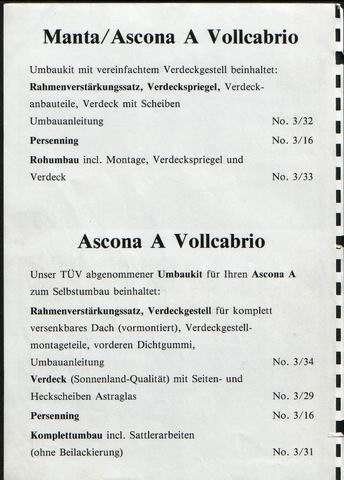 Manta/Ascona A Vollcabrio
Umbaukit mit vereinfachtem Verdeckgestell beinhaltet:
Rahmenverstärkungssatz, Verdeckspriegel, Verdeck-
anbauteile, Verdeck mit Scheiben
Umbauanleitung No. 3/32
Persenning No. 3/16
Rohumbau incl. Montage, Verdeckspriegel und
Verdeck No. 3/33
Ascona A Vollcabrio
Unser TÜV abgenommener Umbaukit für Ihren Ascona A
zum Selbstumbau beinhaltet:
Rahmenverstärkungssatz, Verdeckgestell für komplett
versenkbares Dach (vormontiert), Verdeckgestell-
montageteile, vorderen Dichtgummi,
Umbauanleitung No. 3/34
Verdeck (Sonnenland-Qualität) mit Seiten- und
Heckscheiben Astraglas No. 3/29
Persenning No. 3/16
Komplettumbau incl. Sattlerarbeiten
(ohne Beilackierung) No. 3/31